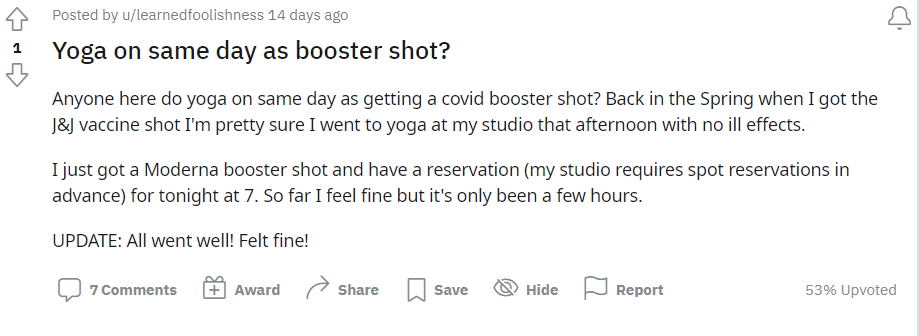 Posted by u/learnedfoolishness 14 days ago
1
Yoga on same day as booster shot?
Anyone here do yoga on same day as getting a covid booster shot? Back in the Spring when I got the
J&J vaccine shot I'm pretty sure I went to yoga at my studio that afternoon with no ill effects.
I just got a Moderna booster shot and have a reservation (my studio requires spot reservations in
advance) for tonight at 7. So far I feel fine but it's only been a few hours.
UPDATE: All went well! Felt fine!
7 Comments Award Share Save Hide Report 53% Upvoted